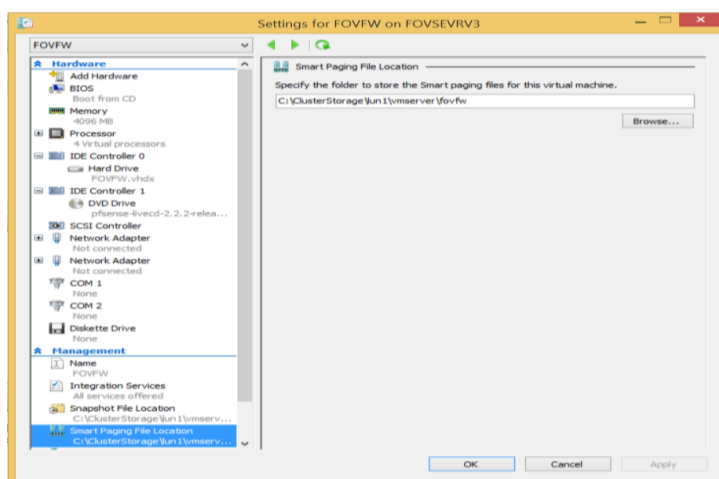 Settings for FOVFW on FOVSEVRV3
FOVFW
Hardware
Add Hardware
BIOS
Boot from CD
Memory
4096 MB
Processor
4 Virtual processors
IDE Controller 0
Hard Drive
FOVFW.vhdx
IDE Controller 1
DVD Drive
pfsense-livecd-2.2.2-relea...
SCSI Controller
Network Adapter
Not connected
Network Adapter
Not connected
COM 1
None
COM 2
None
Diskette Drive
None
Management
Name
FOVFW
Integration Services
All services offered
Snapshot File Location
C:\ClusterStorage\lun1\vmserv...
Smart Paging File Location
C:\ClusterStorage\lun1\vmserv...
Smart Paging File Location
Specify the folder to store the Smart paging files for this virtual machine.
C:\ClusterStorage\lun1\vmserver\fovfw
Browse...
OK
Cancel
Apply